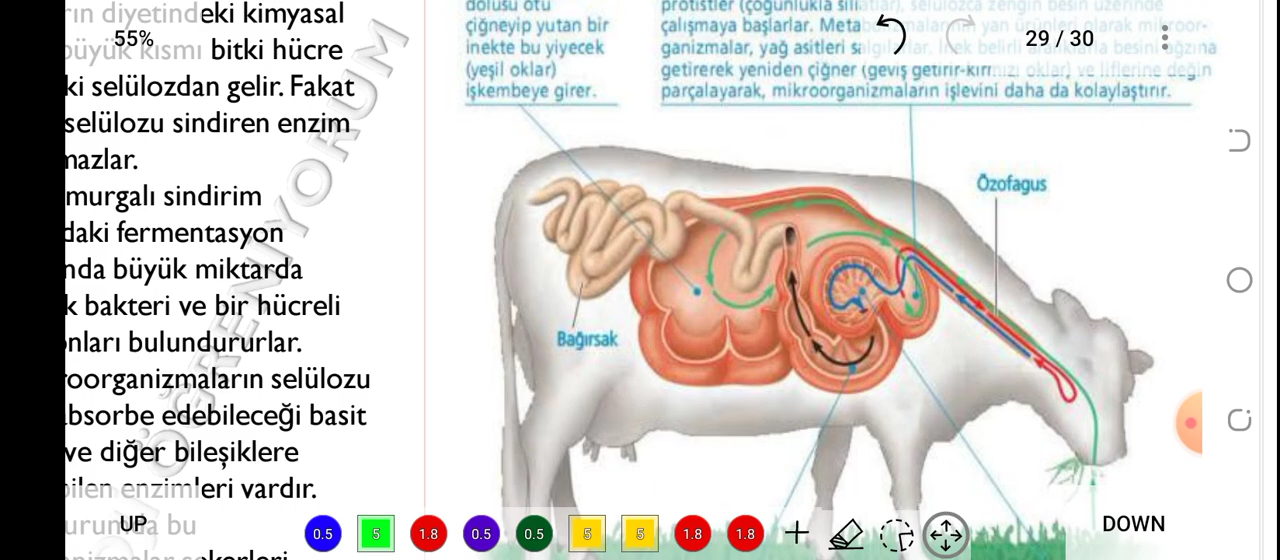 rın diyetindeki kimyasal
büyük kısmı bitki hücre
ki selülozdan gelir. Fakat
selülozu sindiren enzim
mazlar.
murgalı sindirim
daki fermentasyon
nda büyük miktarda
k bakteri ve bir hücreli
onları bulundururlar.
roorganizmaların selülozu
absorbe edebileceği basit
ve diğer bileşiklere
bilen enzimleri vardır.
bu
şekerleri
55%
UP
ÖĞRENİYORUM
dolusu otu
çiğneyip yutan bir
inekte bu yiyecek
(yeşil oklar)
işkembeye girer.
protistler (çoğunlukla silliatlar), selülozca zengin besin üzerinde
çalışmaya başlarlar. yan ürünleri olarak mikroor-
ganizmalar, yağ asitleri salgılarlar. İnek belirli aralıklarla besini ağzına
getirerek yeniden çiğner (geviş getirir-kırmızı oklar) ve liflerine değin
parçalayarak, mikroorganizmaların işlevini daha da kolaylaştırır.
29 / 30
Özofagus
Bağırsak
0.5 5 1.8 0.5 0.5 5 5 1.8 1.8
DOWN